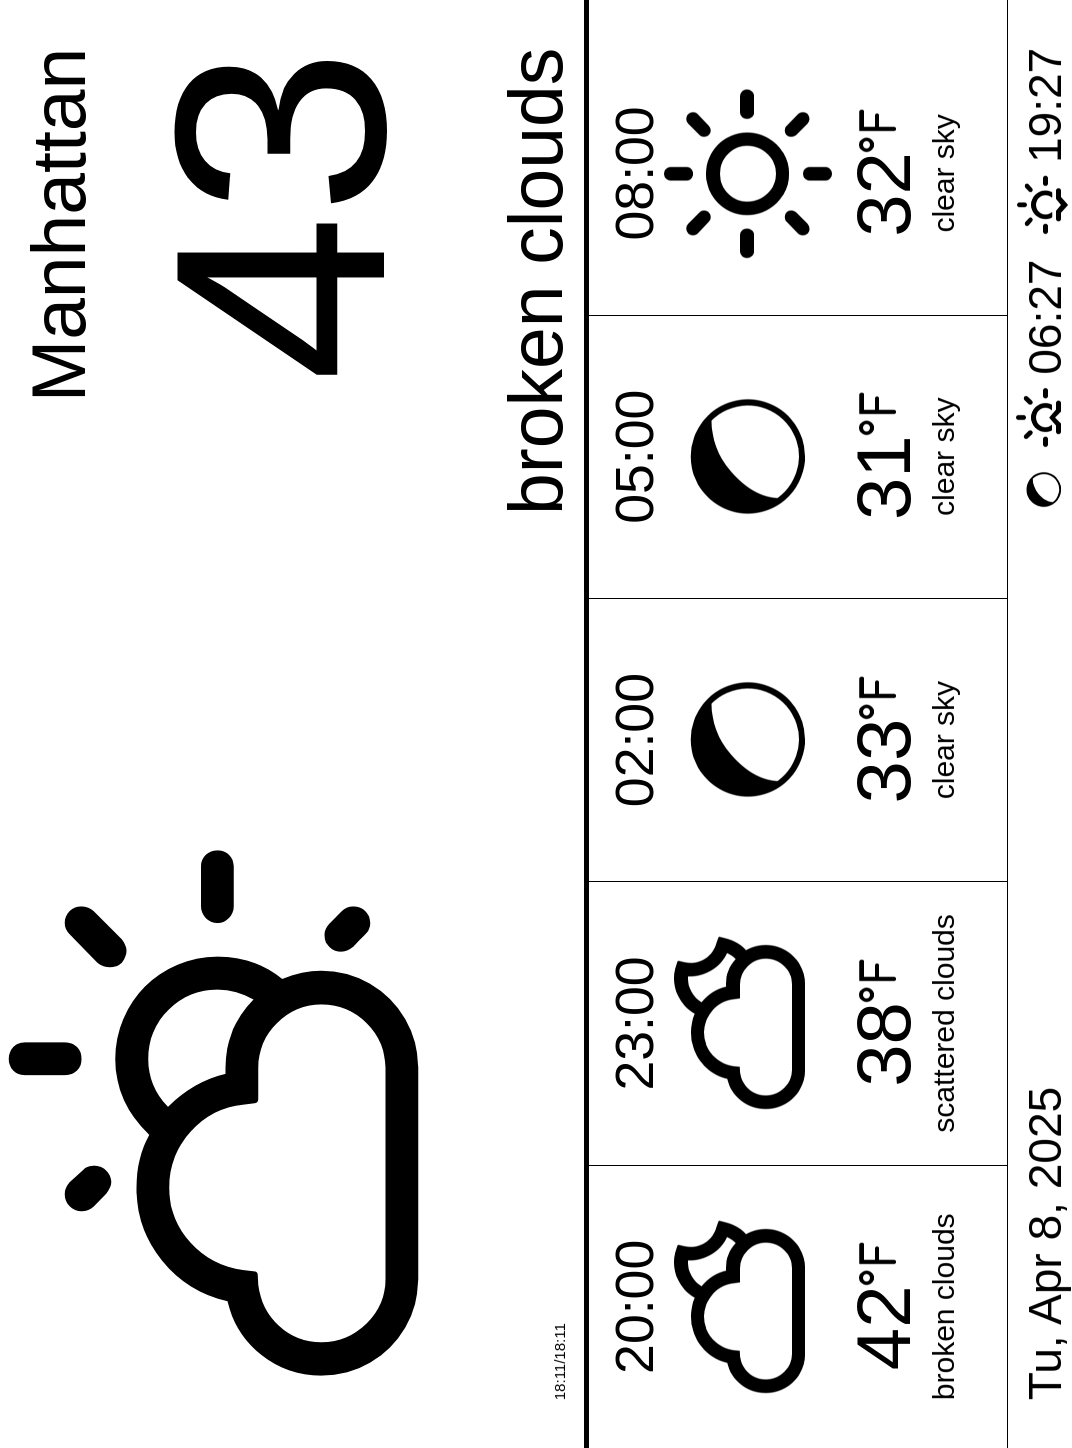 Manhattan
43
broken clouds
18:11/18:11
20:00 23:00 02:00 05:00 08:00
42°F 38°F 33°F 31°F 32°F
broken clouds scattered clouds clear sky clear sky clear sky
Tu, Apr 8, 2025 06:27 19:27